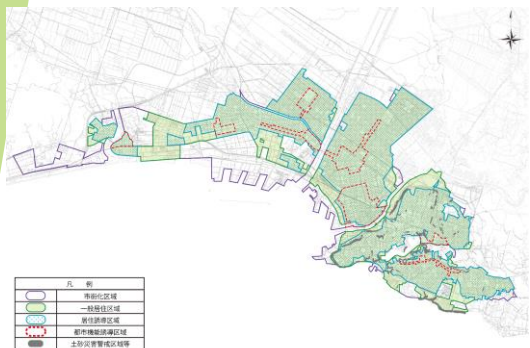 凡 例
市街化区域
一般居住区域
居住誘導区域
都市機能誘導区域
土砂災害警戒区域等